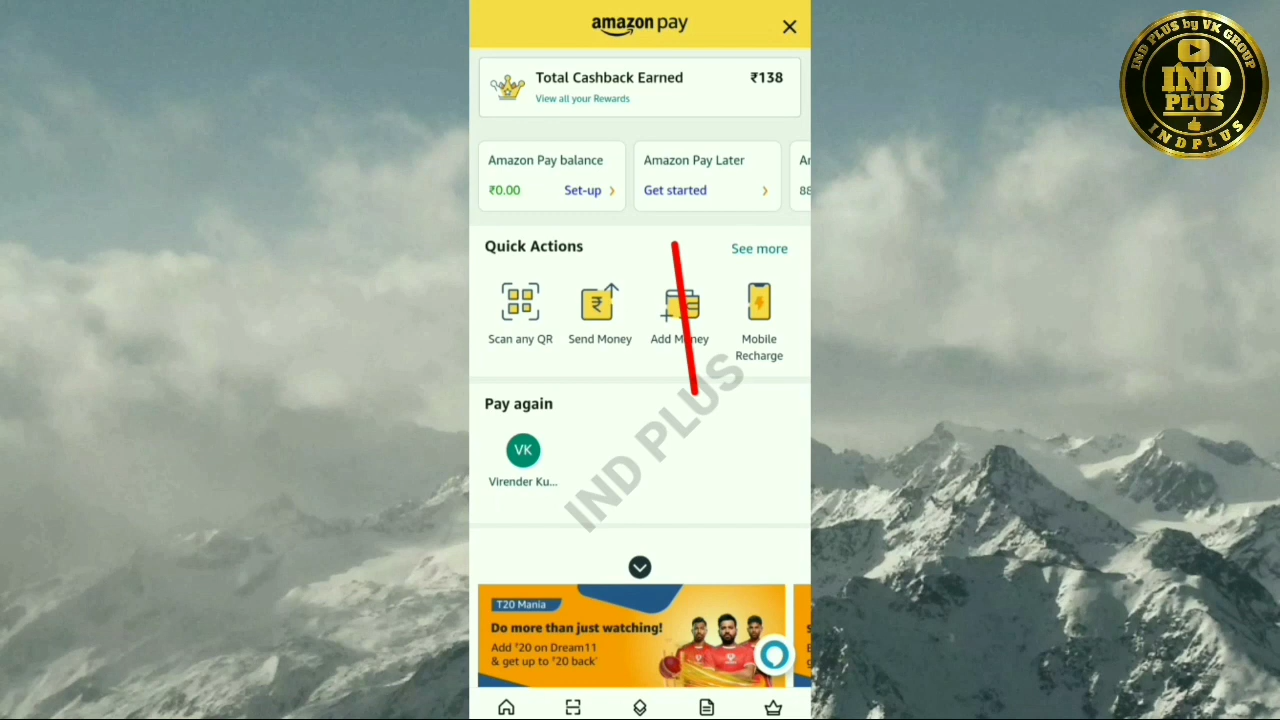 amazon pay
IND PLUS by VK GROUP
IND
PLUS
INDPLUS
Total Cashback Earned
₹138
View all your Rewards
Amazon Pay balance
₹0.00
Set-up
Amazon Pay Later
Get started
Quick Actions
See more
Scan any QR
Send Money
Add Money
Mobile
Recharge
Pay again
VK
Virender Ku...
IND PLUS
T20 Mania
Do more than just watching!
Add ₹20 on Dream11
& get up to ₹20 back*